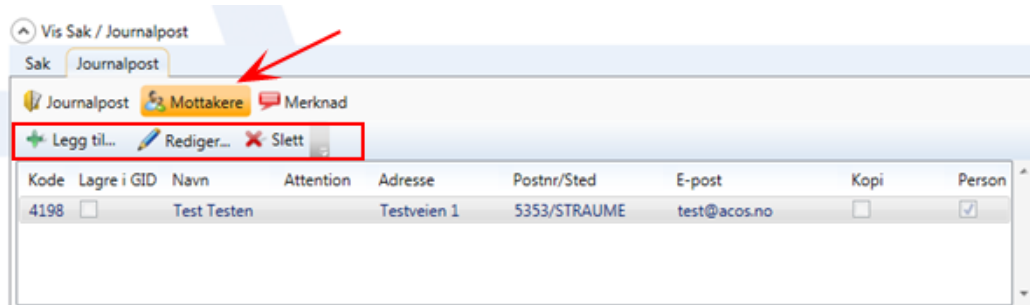 Vis Sak / Journalpost
Sak Journalpost
Journalpost Mottakere Merknad
Legg til... Rediger... Slett
Kode Lagre i GID Navn Attention Adresse Postnr/Sted E-post Kopi Person
4198 Test Testen Testveien 1 5353/STRAUME test@acos.no